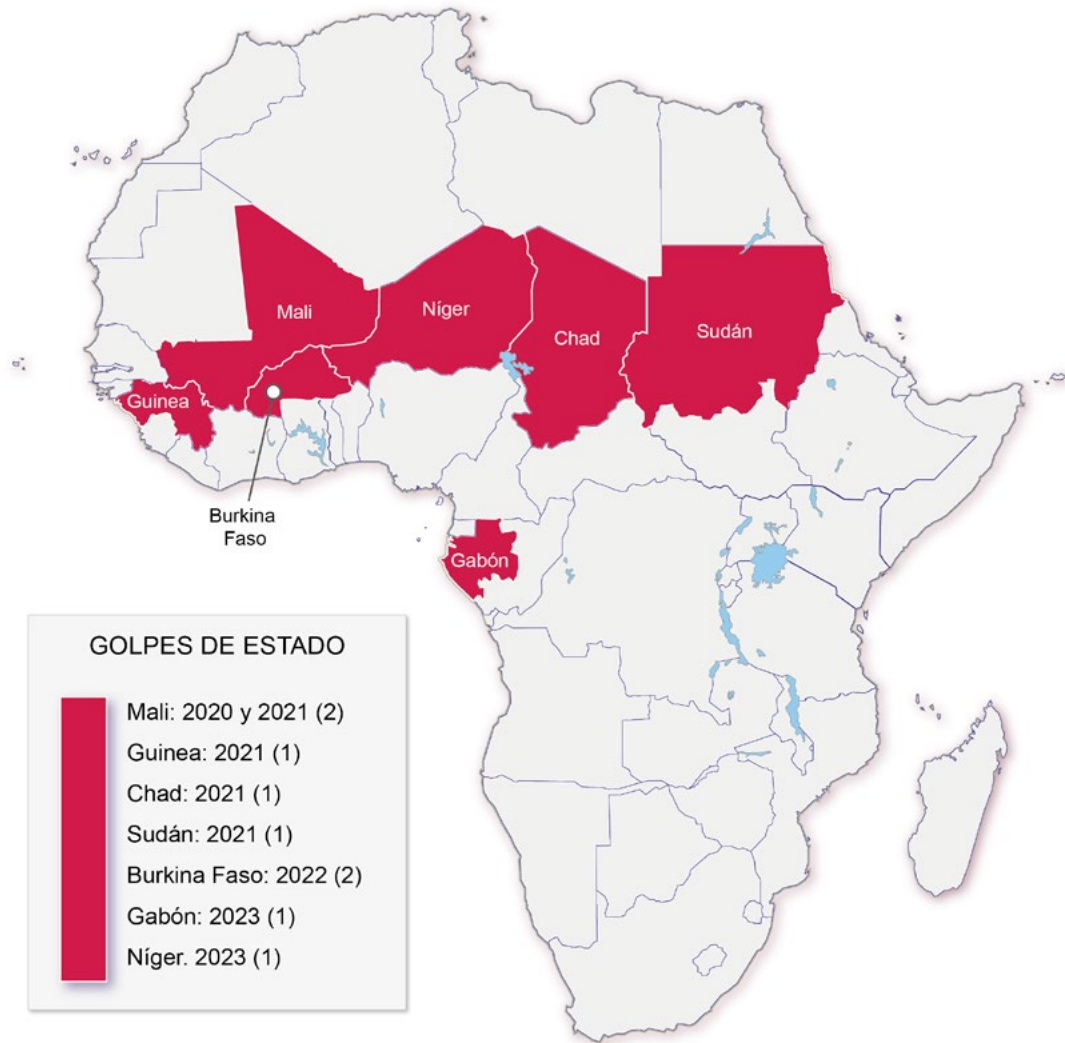 Mali
Níger
Chad
Sudán
Guinea
Burkina
Faso
Gabón
GOLPES DE ESTADO
Mali: 2020 y 2021 (2)
Guinea: 2021 (1)
Chad: 2021 (1)
Sudán: 2021 (1)
Burkina Faso: 2022 (2)
Gabón: 2023 (1)
Níger. 2023 (1)